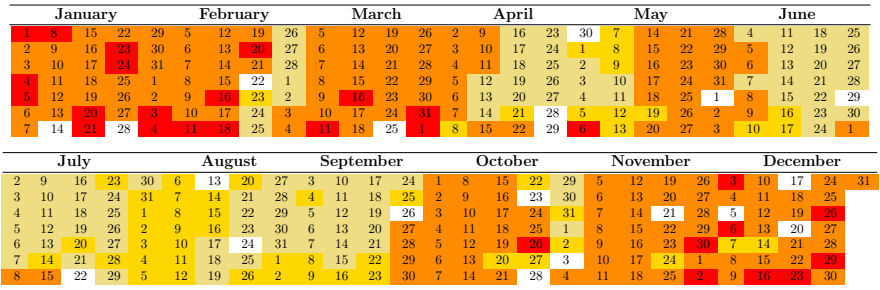 January February March April May June
1 8 15 22 29 5 12 19 26 5 12 19 26 2 9 16 23 30 7 14 21 28 4 11 18 25
2 9 16 23 30 6 13 20 27 6 13 20 27 3 10 17 24 1 8 15 22 29 5 12 19 26
3 10 17 24 31 7 14 21 28 7 14 21 28 4 11 18 25 2 9 16 23 30 6 13 20 27
4 11 18 25 1 8 15 22 1 8 15 22 29 5 12 19 26 3 10 17 24 31 7 14 21 28
5 12 19 26 2 9 16 23 2 9 16 23 30 6 13 20 27 4 11 18 25 1 8 15 22 29
6 13 20 27 3 10 17 24 3 10 17 24 31 7 14 21 28 5 12 19 26 2 9 16 23 30
7 14 21 28 4 11 18 25 4 11 18 25 1 8 15 22 29 6 13 20 27 3 10 17 24 1
July August September October November December
2 9 16 23 30 6 13 20 27 3 10 17 24 1 8 15 22 29 5 12 19 26 3 10 17 24 31
3 10 17 24 31 7 14 21 28 4 11 18 25 2 9 16 23 30 6 13 20 27 4 11 18 25
4 11 18 25 1 8 15 22 29 5 12 19 26 3 10 17 24 31 7 14 21 28 5 12 19 26
5 12 19 26 2 9 16 23 30 6 13 20 27 4 11 18 25 1 8 15 22 29 6 13 20 27
6 13 20 27 3 10 17 24 31 7 14 21 28 5 12 19 26 2 9 16 23 30 7 14 21 28
7 14 21 28 4 11 18 25 1 8 15 22 29 6 13 20 27 3 10 17 24 1 8 15 22 29
8 15 22 29 5 12 19 26 2 9 16 23 30 7 14 21 28 4 11 18 25 2 9 16 23 30